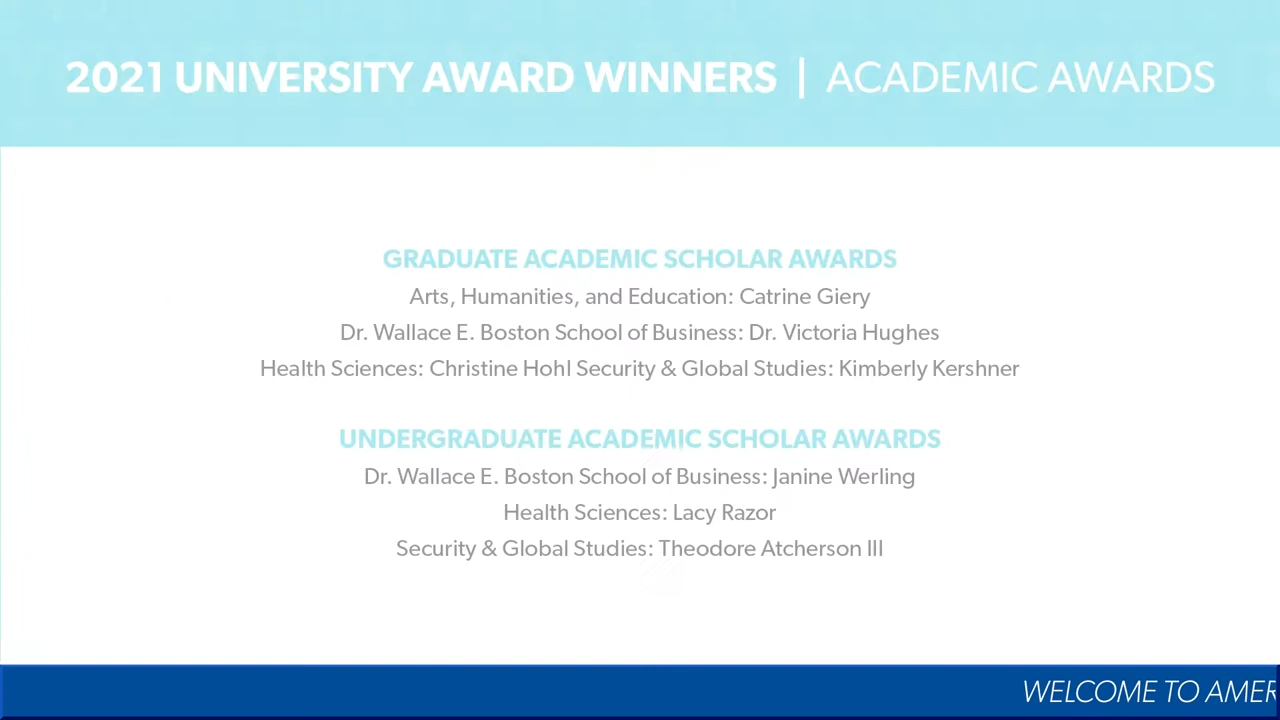 2021 UNIVERSITY AWARD WINNERS | ACADEMIC AWARDS
GRADUATE ACADEMIC SCHOLAR AWARDS
Arts, Humanities, and Education: Catrine Giery
Dr. Wallace E. Boston School of Business: Dr. Victoria Hughes
Health Sciences: Christine Hohl Security & Global Studies: Kimberly Kershner
UNDERGRADUATE ACADEMIC SCHOLAR AWARDS
Dr. Wallace E. Boston School of Business: Janine Werling
Health Sciences: Lacy Razor
Security & Global Studies: Theodore Atcherson III
WELCOME TO AMER